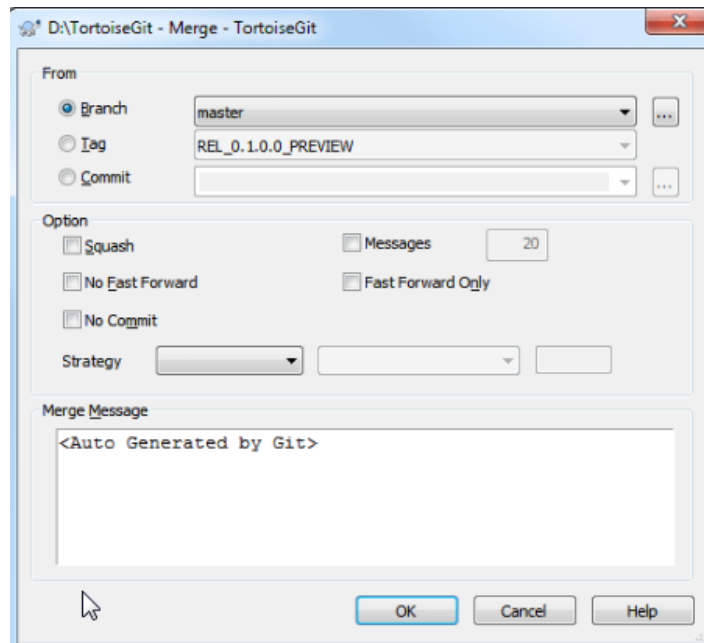 D:\TortoiseGit - Merge - TortoiseGit
From
Branch
master
...
Tag
REL_0.1.0.0_PREVIEW
Commit
...
Option
Squash
Messages
20
No Fast Forward
Fast Forward Only
No Commit
Strategy
Merge Message
<Auto Generated by Git>
OK
Cancel
Help